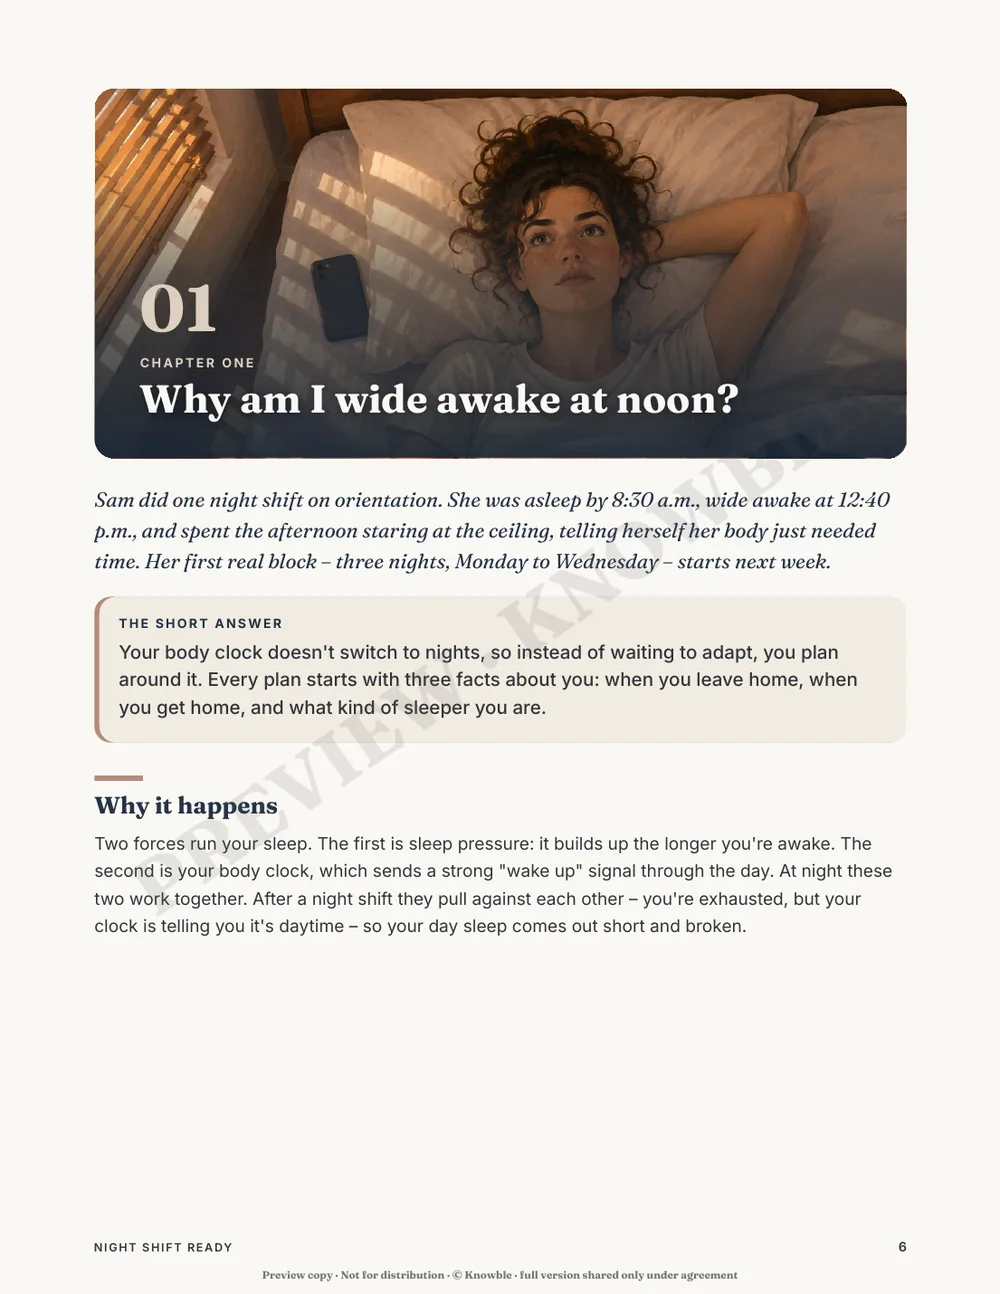 01
CHAPTER ONE
Why am I wide awake at noon?
Sam did one night shift on orientation. She was asleep by 8:30 a.m., wide awake at 12:40
p.m., and spent the afternoon staring at the ceiling, telling herself her body just needed
time. Her first real block – three nights, Monday to Wednesday – starts next week.
THE SHORT ANSWER
Your body clock doesn't switch to nights, so instead of waiting to adapt, you plan
around it. Every plan starts with three facts about you: when you leave home, when
you get home, and what kind of sleeper you are.
Why it happens
Two forces run your sleep. The first is sleep pressure: it builds up the longer you're awake. The
second is your body clock, which sends a strong "wake up" signal through the day. At night these
two work together. After a night shift they pull against each other – you're exhausted, but your
clock is telling you it's daytime – so your day sleep comes out short and broken.
PREVIEW · KNOWBL
NIGHT SHIFT READY
6
Preview copy · Not for distribution · © Knowble · full version shared only under agreement